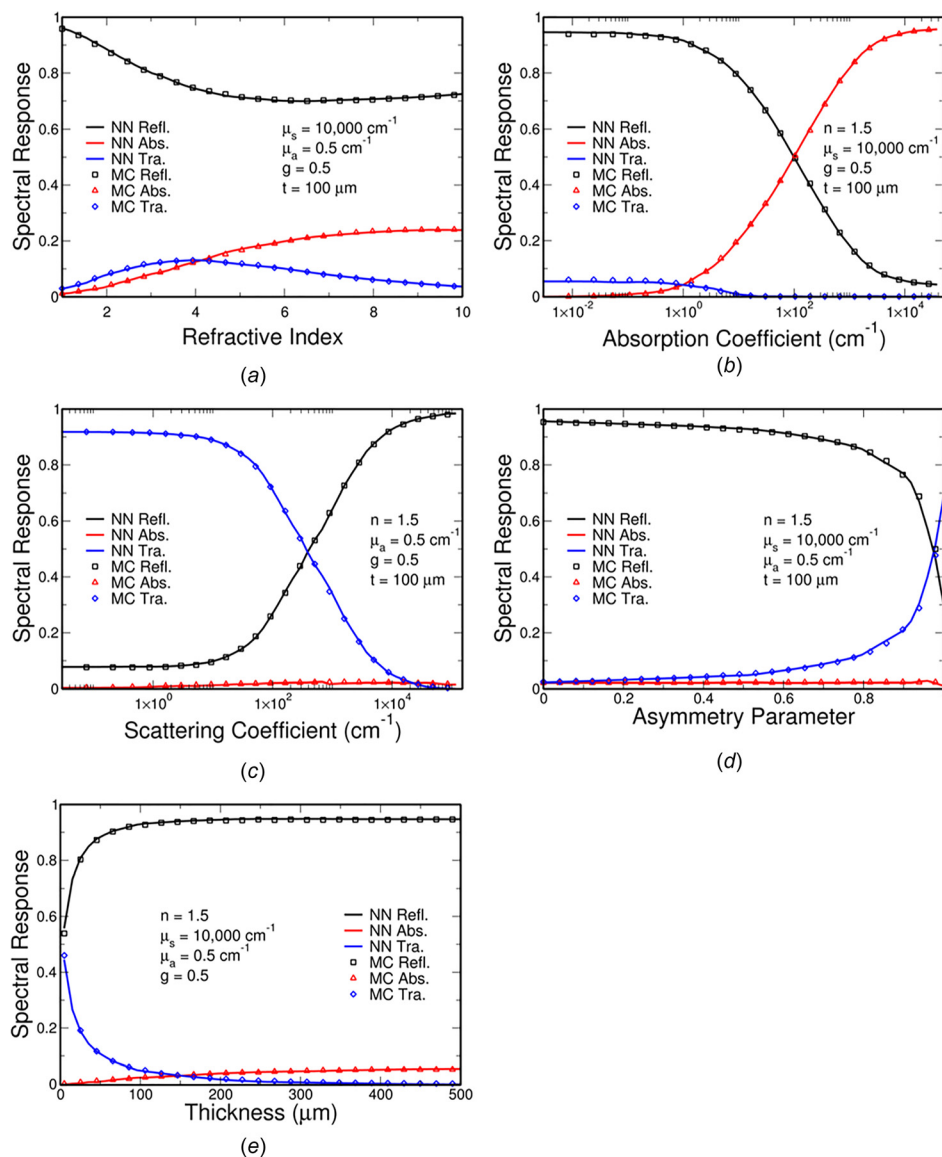 1
0.8
0.6
0.4
0.2
0
Spectral Response
NN Refl.
NN Abs.
NN Tra.
MC Refl.
MC Abs.
MC Tra.
μs = 10,000 cm-1
μa = 0.5 cm-1
g = 0.5
t = 100 μm
2 4 6 8 10
Refractive Index
(a)
1
0.8
0.6
0.4
0.2
0
Spectral Response
NN Refl.
NN Abs.
NN Tra.
MC Refl.
MC Abs.
MC Tra.
n = 1.5
μs = 10,000 cm-1
g = 0.5
t = 100 μm
1×10-2 1×100 1×102 1×104
Absorption Coefficient (cm-1)
(b)
1
0.8
0.6
0.4
0.2
0
Spectral Response
NN Refl.
NN Abs.
NN Tra.
MC Refl.
MC Abs.
MC Tra.
n = 1.5
μa = 0.5 cm-1
g = 0.5
t = 100 μm
1×100 1×102 1×104
Scattering Coefficient (cm-1)
(c)
1
0.8
0.6
0.4
0.2
0
Spectral Response
NN Refl.
NN Abs.
NN Tra.
MC Refl.
MC Abs.
MC Tra.
n = 1.5
μs = 10,000 cm-1
μa = 0.5 cm-1
t = 100 μm
0 0.2 0.4 0.6 0.8
Asymmetry Parameter
(d)
1
0.8
0.6
0.4
0.2
0
Spectral Response
n = 1.5
μs = 10,000 cm-1
μa = 0.5 cm-1
g = 0.5
NN Refl.
NN Abs.
NN Tra.
MC Refl.
MC Abs.
MC Tra.
0 100 200 300 400 500
Thickness (μm)
(e)